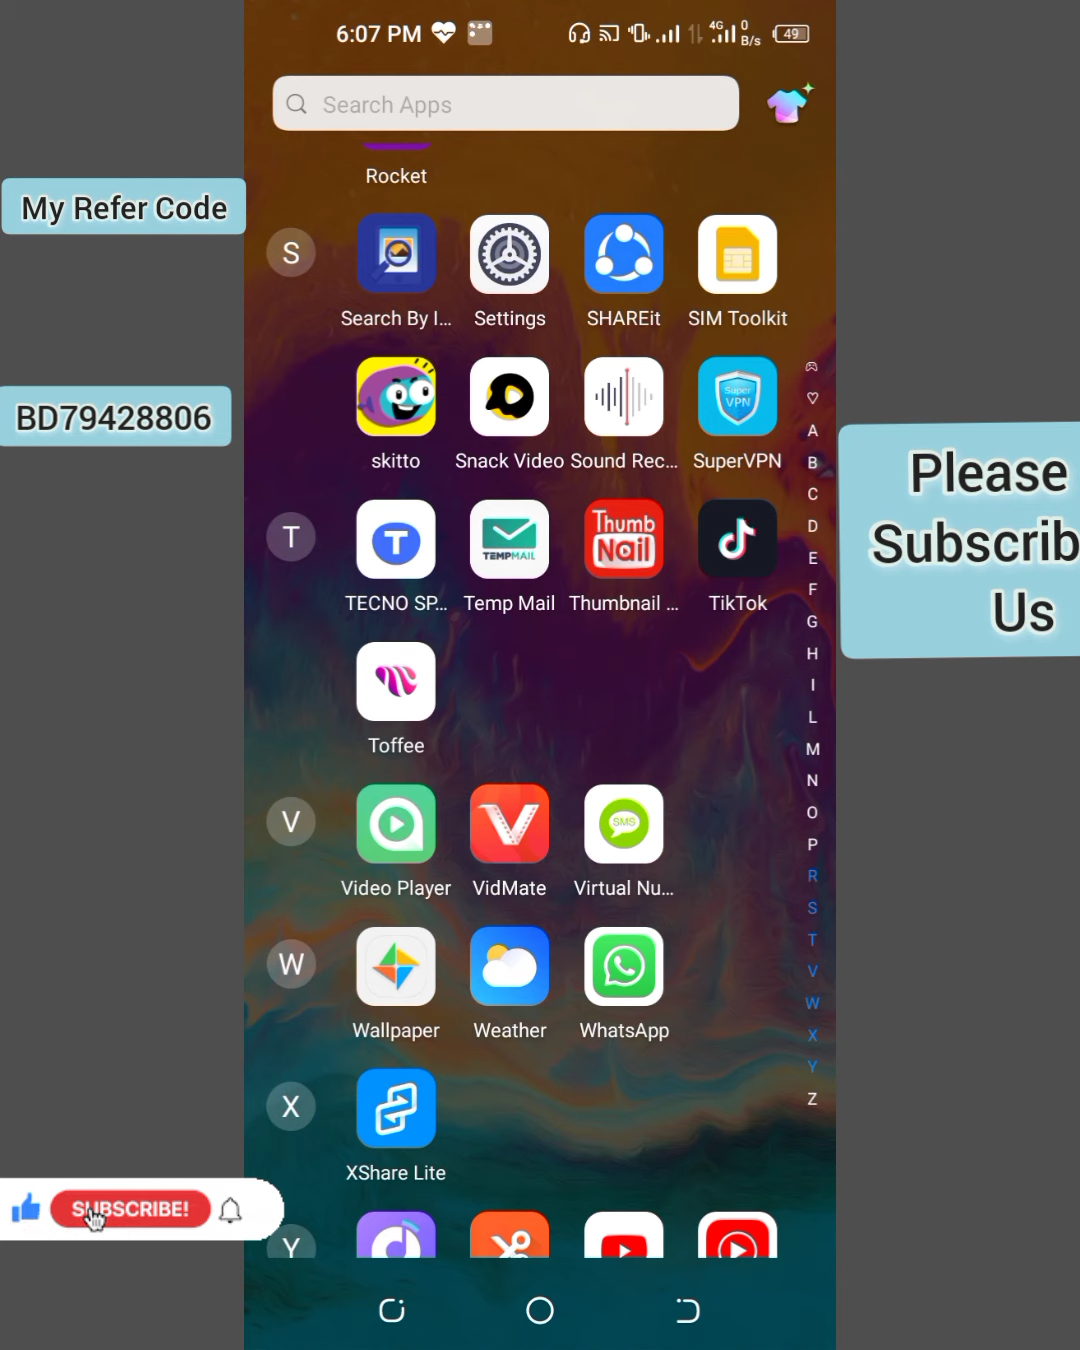 6:07 PM
4G 0 B/s 49
Search Apps
Rocket
My Refer Code
S
Search By I... Settings SHAREit SIM Toolkit
BD79428806
Super VPN
skitto Snack Video Sound Rec... SuperVPN
Please
Subscrib
Us
T
T TEMPMAIL Thumb Nail
TECNO SP... Temp Mail Thumbnail ... TikTok
Toffee
V
SMS
Video Player VidMate Virtual Nu...
W
Wallpaper Weather WhatsApp
X
XShare Lite
SUBSCRIBE!
Y
A
B
C
D
E
F
G
H
I
L
M
N
O
P
R
S
T
V
W
X
Y
Z